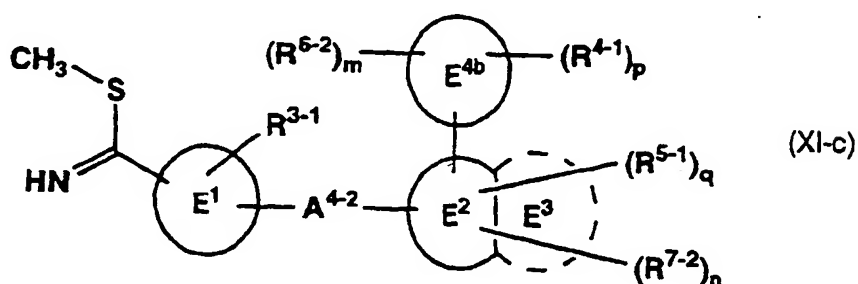 CH₃
S
HN
E¹
R³⁻¹
A⁴⁻²
(R⁶⁻²)ₘ
E⁴ᵇ
(R⁴⁻¹)ₚ
E²
E³
(R⁵⁻¹)q
(R⁷⁻²)ₙ
(XI-c)